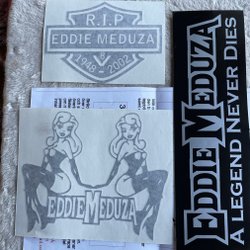 R.I.P
EDDIE MEDUZA
1948 - 2002
EDDIE MEDUZA
EDDIE MEDUZA
A LEGEND NEVER DIES